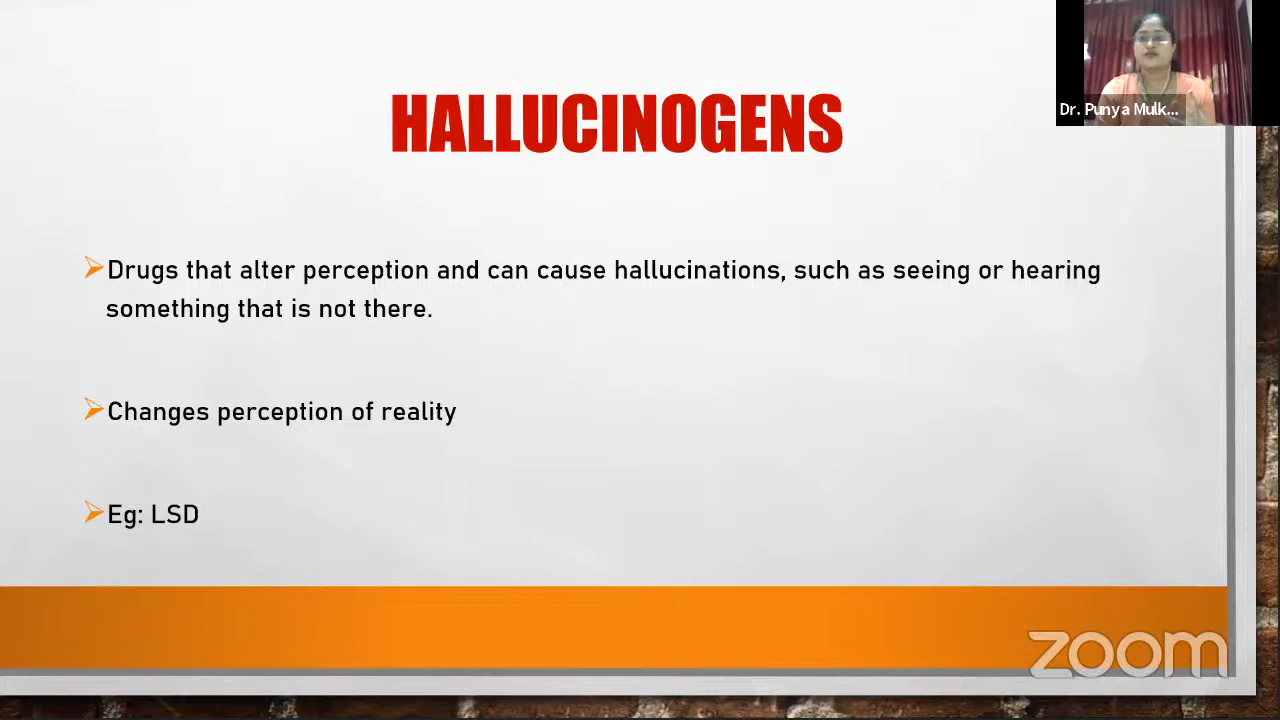 Dr. Punya Mulk...
HALLUCINOGENS
Drugs that alter perception and can cause hallucinations, such as seeing or hearing
something that is not there.
Changes perception of reality
Eg: LSD
zoom